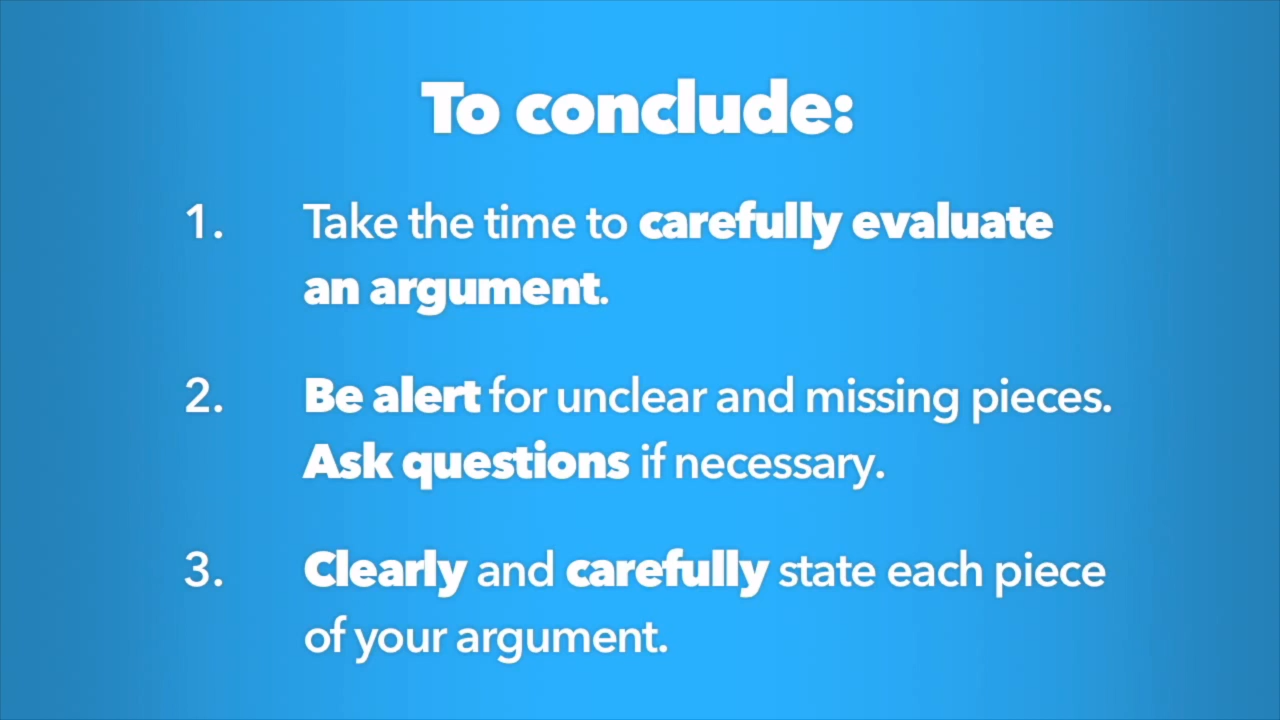 To conclude:
1. Take the time to carefully evaluate
an argument.
2. Be alert for unclear and missing pieces.
Ask questions if necessary.
3. Clearly and carefully state each piece
of your argument.